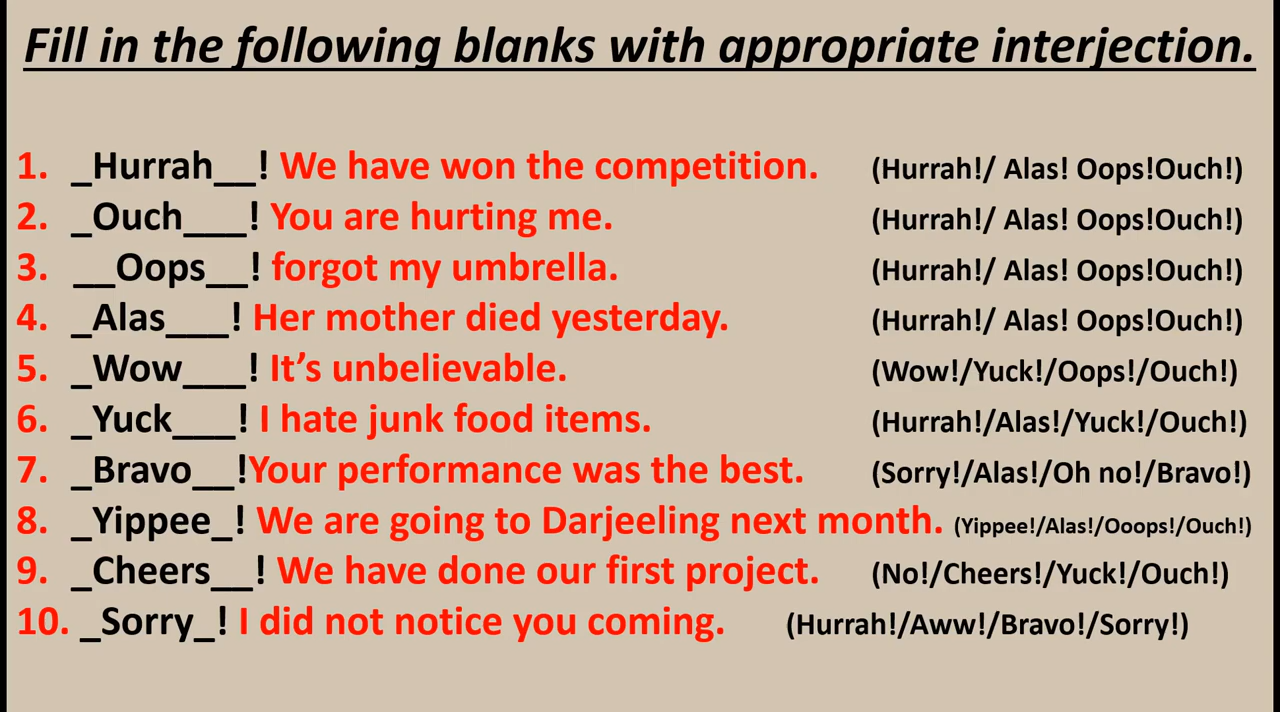 Fill in the following blanks with appropriate interjection.
1. _Hurrah__! We have won the competition. (Hurrah!/ Alas! Oops!Ouch!)
2. _Ouch___! You are hurting me. (Hurrah!/ Alas! Oops!Ouch!)
3. __Oops__! forgot my umbrella. (Hurrah!/ Alas! Oops!Ouch!)
4. _Alas___! Her mother died yesterday. (Hurrah!/ Alas! Oops!Ouch!)
5. _Wow___! It’s unbelievable. (Wow!/Yuck!/Oops!/Ouch!)
6. _Yuck___! I hate junk food items. (Hurrah!/Alas!/Yuck!/Ouch!)
7. _Bravo__!Your performance was the best. (Sorry!/Alas!/Oh no!/Bravo!)
8. _Yippee_! We are going to Darjeeling next month. (Yippee!/Alas!/Ooops!/Ouch!)
9. _Cheers__! We have done our first project. (No!/Cheers!/Yuck!/Ouch!)
10. _Sorry_! I did not notice you coming. (Hurrah!/Aww!/Bravo!/Sorry!)